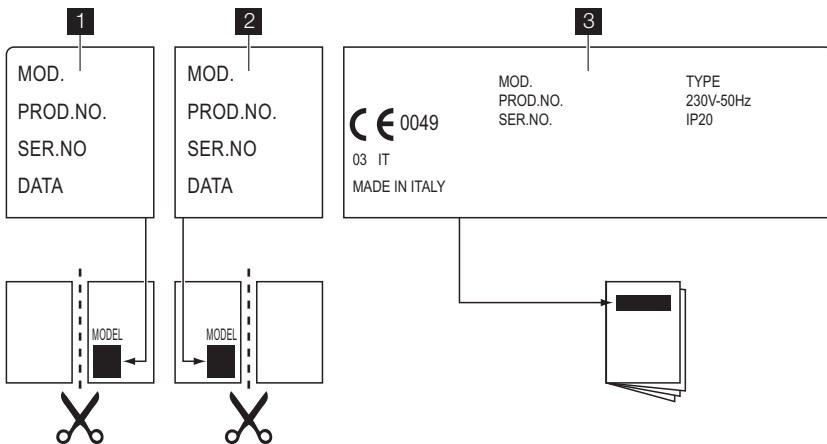 1
MOD.
PROD.NO.
SER.NO
DATA
2
MOD.
PROD.NO.
SER.NO
DATA
3
CE 0049
03 IT
MADE IN ITALY
MOD.
PROD.NO.
SER.NO.
TYPE
230V-50Hz
IP20
MODEL
MODEL